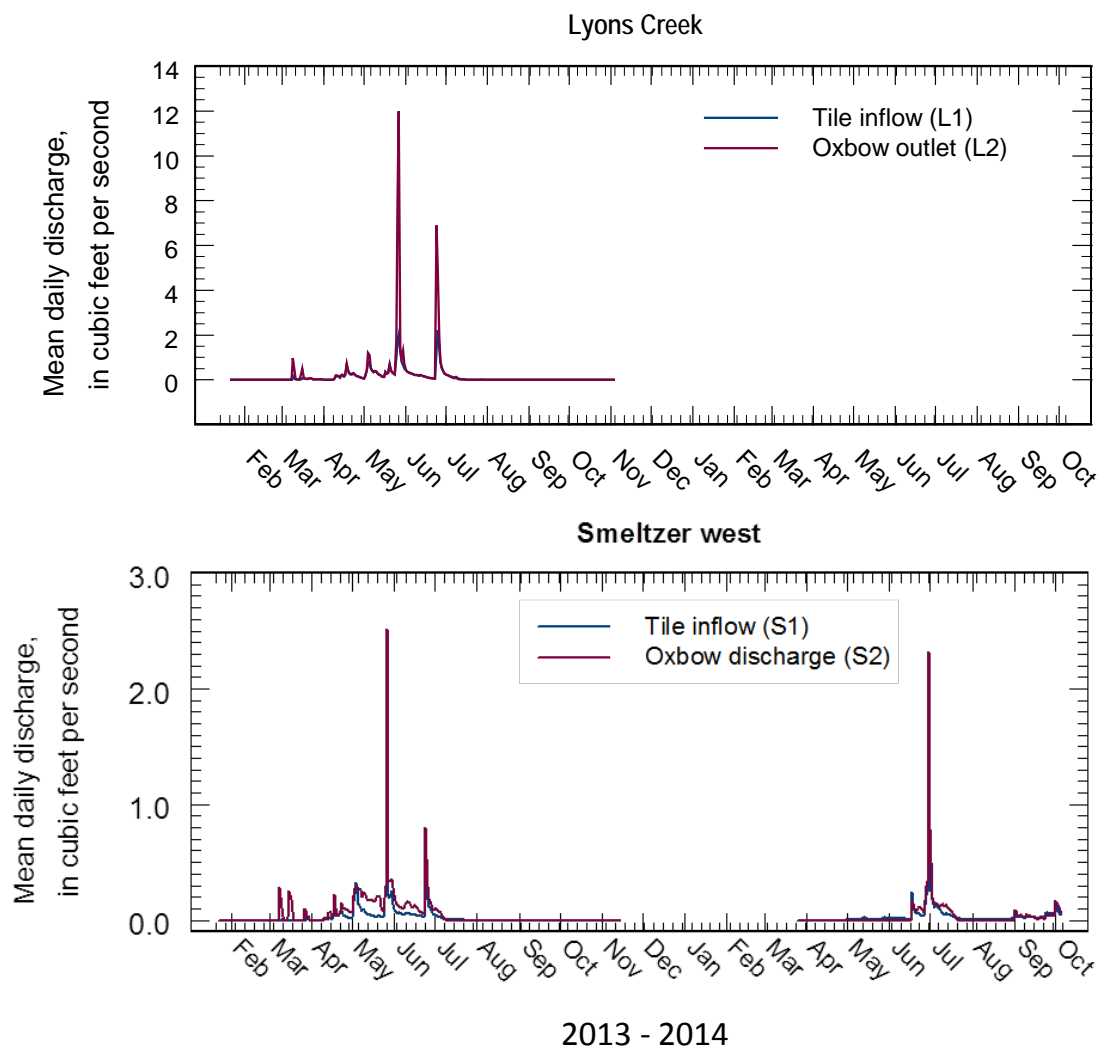 Lyons Creek
Mean daily discharge,
in cubic feet per second
14
12
10
8
6
4
2
0
Tile inflow (L1)
Oxbow outlet (L2)
Feb Mar Apr May Jun Jul Aug Sep Oct Nov Dec Jan Feb Mar Apr May Jun Jul Aug Sep Oct
Smeltzer west
Mean daily discharge,
in cubic feet per second
3.0
2.0
1.0
0.0
Tile inflow (S1)
Oxbow discharge (S2)
Feb Mar Apr May Jun Jul Aug Sep Oct Nov Dec Jan Feb Mar Apr May Jun Jul Aug Sep Oct
2013 - 2014